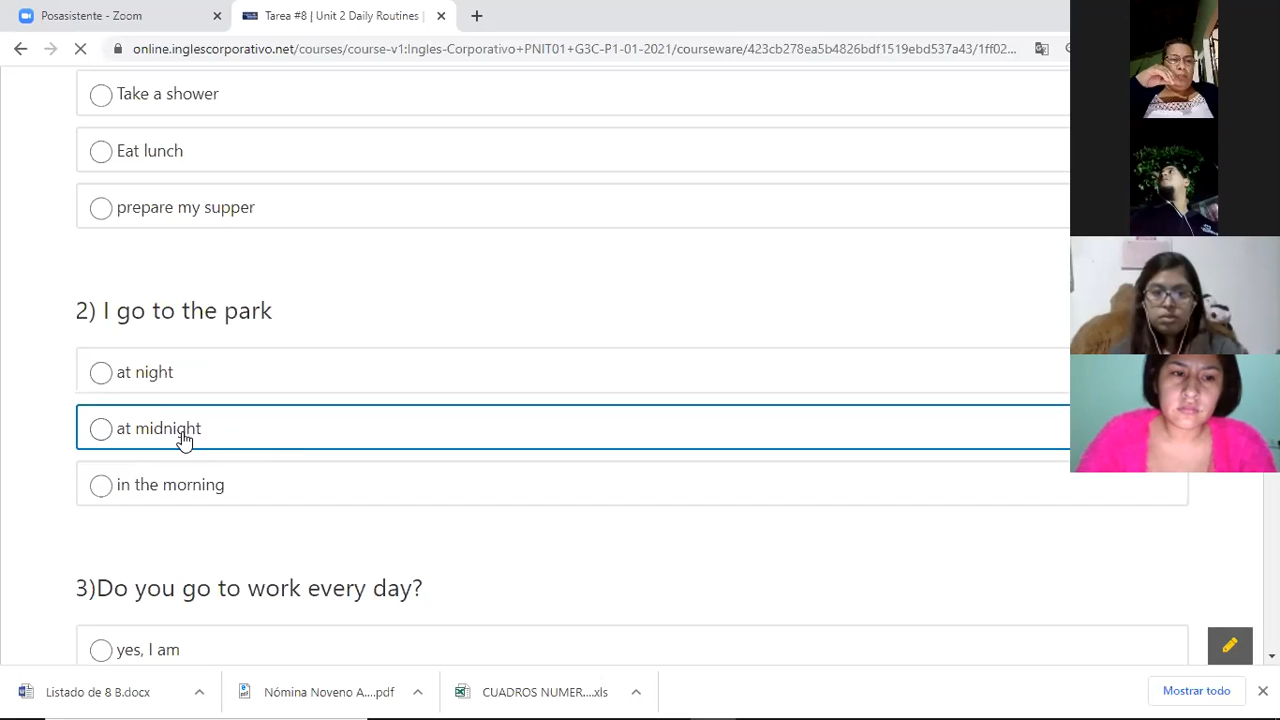 Posasistente - Zoom
Tarea #8 | Unit 2 Daily Routines |
online.inglescorporativo.net/courses/course-v1:Ingles-Corporativo+PNIT01+G3C-P1-01-2021/courseware/423cb278ea5b4826bdf1519ebd537a43/1ff02...
Take a shower
Eat lunch
prepare my supper
2) I go to the park
at night
at midnight
in the morning
3)Do you go to work every day?
yes, I am
Listado de 8 B.docx
Nómina Noveno A....pdf
CUADROS NUMER....xls
Mostrar todo